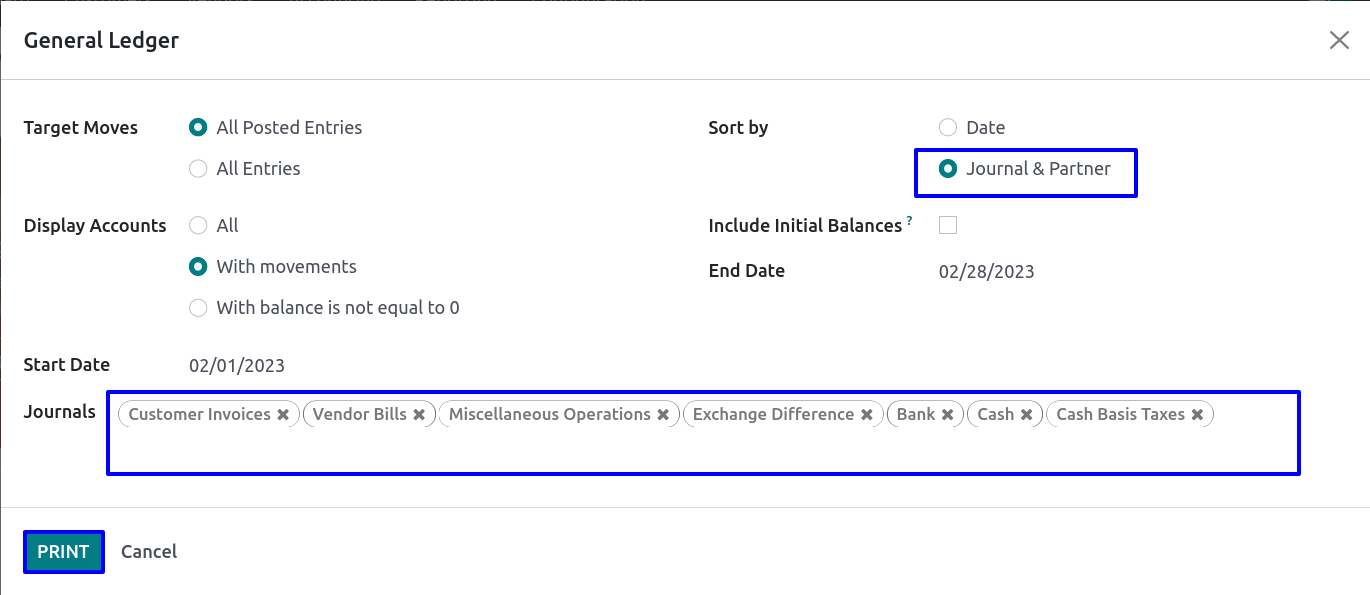 General Ledger
Target Moves
All Posted Entries
All Entries
Sort by
Date
Journal & Partner
Display Accounts
All
With movements
With balance is not equal to 0
Include Initial Balances ?
End Date
02/28/2023
Start Date
02/01/2023
Journals
Customer Invoices ✖ Vendor Bills ✖ Miscellaneous Operations ✖ Exchange Difference ✖ Bank ✖ Cash ✖ Cash Basis Taxes ✖
PRINT
Cancel